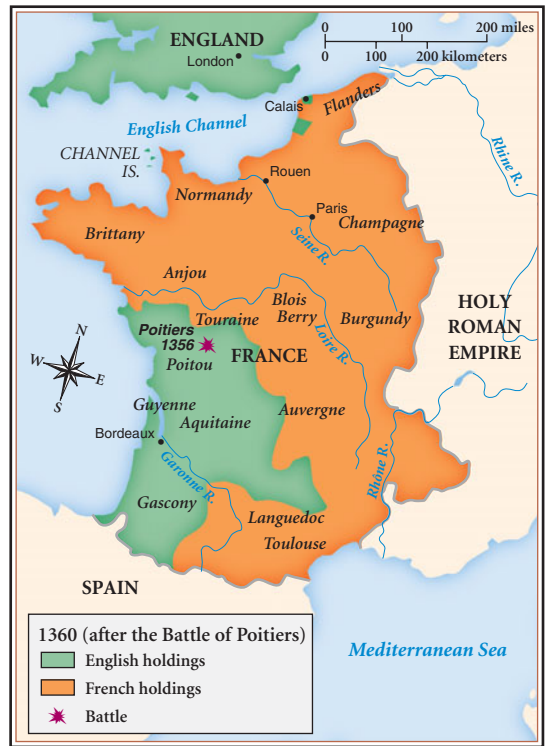 0 100 200 miles
0 100 200 kilometers
ENGLAND
London
Calais
Flanders
English Channel
CHANNEL
IS.
Rhine R.
Rouen
Normandy
Paris
Champagne
Seine R.
Brittany
Anjou
Blois
Berry
Touraine
Burgundy
Loire R.
HOLY
ROMAN
EMPIRE
Poitiers
1356
FRANCE
Poitou
N
W
E
S
Guyenne
Aquitaine
Auvergne
Bordeaux
Garonne R.
Rhône R.
Gascony
Languedoc
Toulouse
SPAIN
Mediterranean Sea
1360 (after the Battle of Poitiers)
English holdings
French holdings
Battle